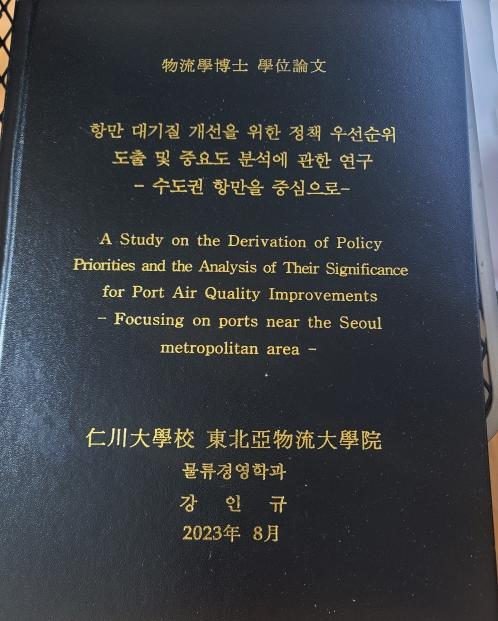 物流學博士 學位論文
항만 대기질 개선을 위한 정책 우선순위
도출 및 중요도 분석에 관한 연구
- 수도권 항만을 중심으로-
A Study on the Derivation of Policy
Priorities and the Analysis of Their Significance
for Port Air Quality Improvements
- Focusing on ports near the Seoul
metropolitan area -
仁川大學校 東北亞物流大學院
물류경영학과
강 인 규
2023年 8月